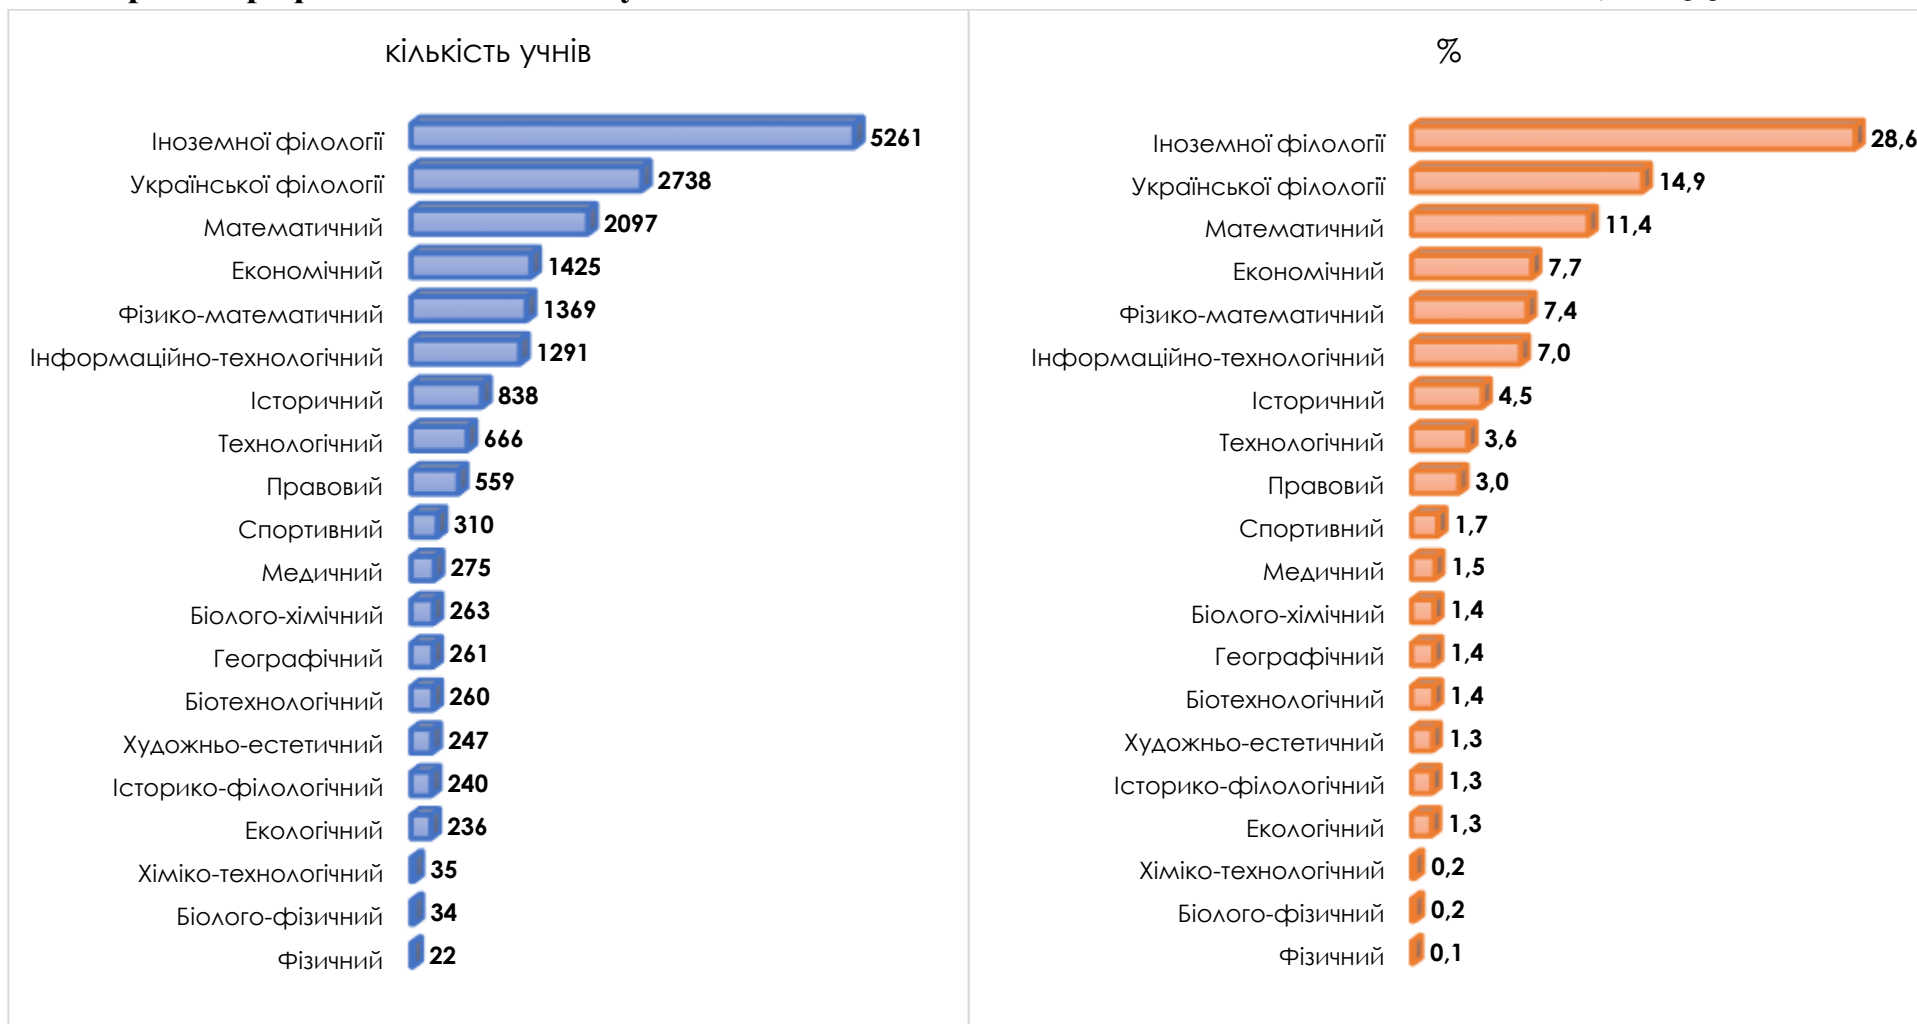 кількість учнів
Іноземної філології 5261
Української філології 2738
Математичний 2097
Економічний 1425
Фізико-математичний 1369
Інформаційно-технологічний 1291
Історичний 838
Технологічний 666
Правовий 559
Спортивний 310
Медичний 275
Біолого-хімічний 263
Географічний 261
Біотехнологічний 260
Художньо-естетичний 247
Історико-філологічний 240
Екологічний 236
Хіміко-технологічний 35
Біолого-фізичний 34
Фізичний 22
%
Іноземної філології 28,6
Української філології 14,9
Математичний 11,4
Економічний 7,7
Фізико-математичний 7,4
Інформаційно-технологічний 7,0
Історичний 4,5
Технологічний 3,6
Правовий 3,0
Спортивний 1,7
Медичний 1,5
Біолого-хімічний 1,4
Географічний 1,4
Біотехнологічний 1,4
Художньо-естетичний 1,3
Історико-філологічний 1,3
Екологічний 1,3
Хіміко-технологічний 0,2
Біолого-фізичний 0,2
Фізичний 0,1